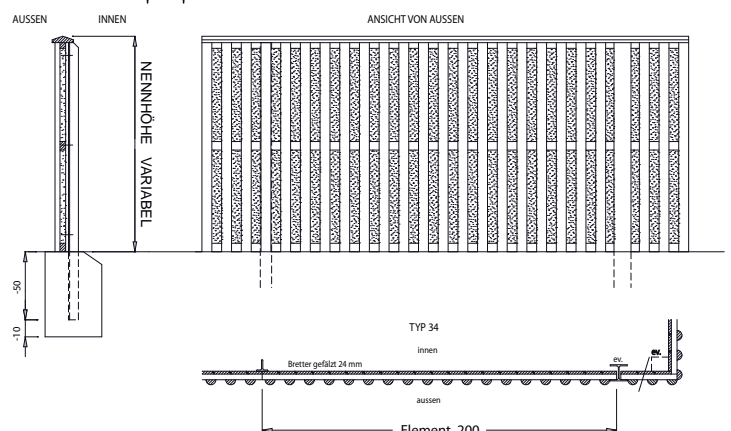 AUSSEN INNEN ANSICHT VON AUSSEN
NENNHÖHE VARIABEL
-50
-10
TYP 34
innen
Bretter gefälzt 24 mm
ev.
ev.
aussen
Element 200